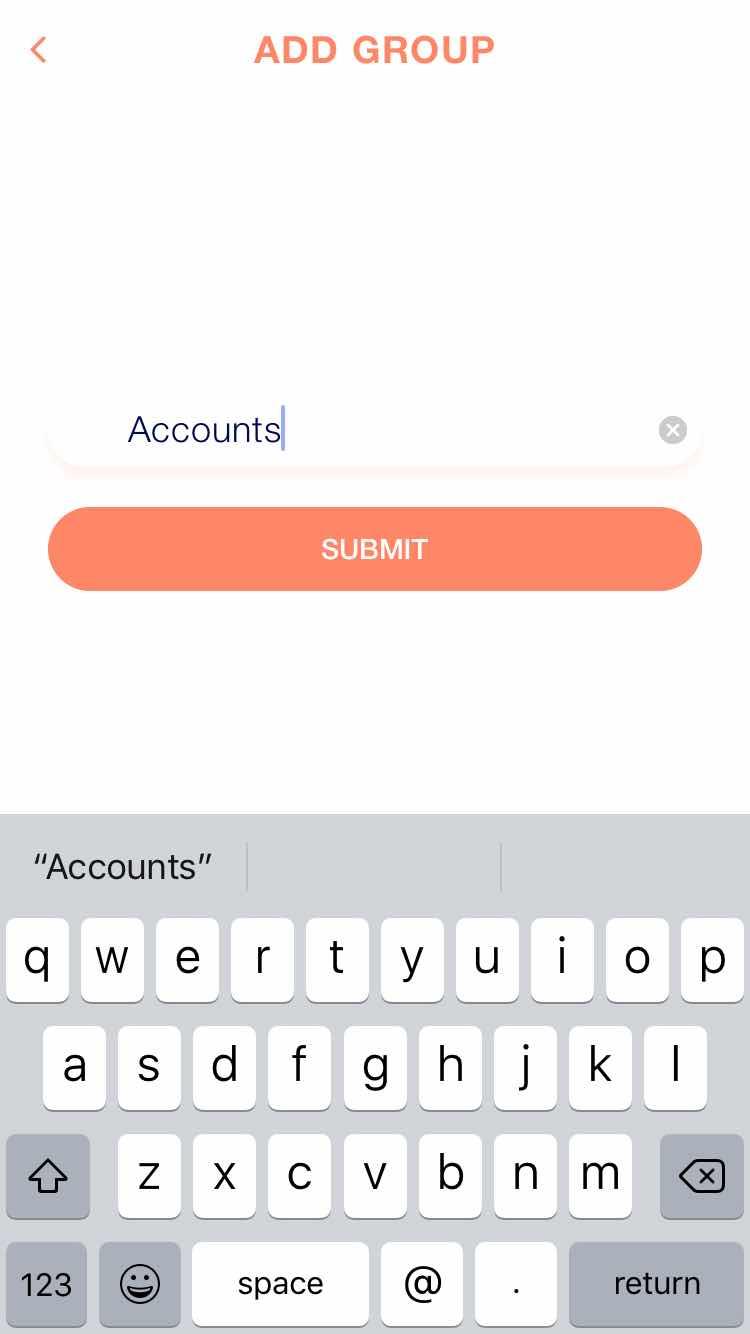 ADD GROUP
Accounts
SUBMIT
“Accounts”
q w e r t y u i o p
a s d f g h j k l
z x c v b n m
123 space @ . return